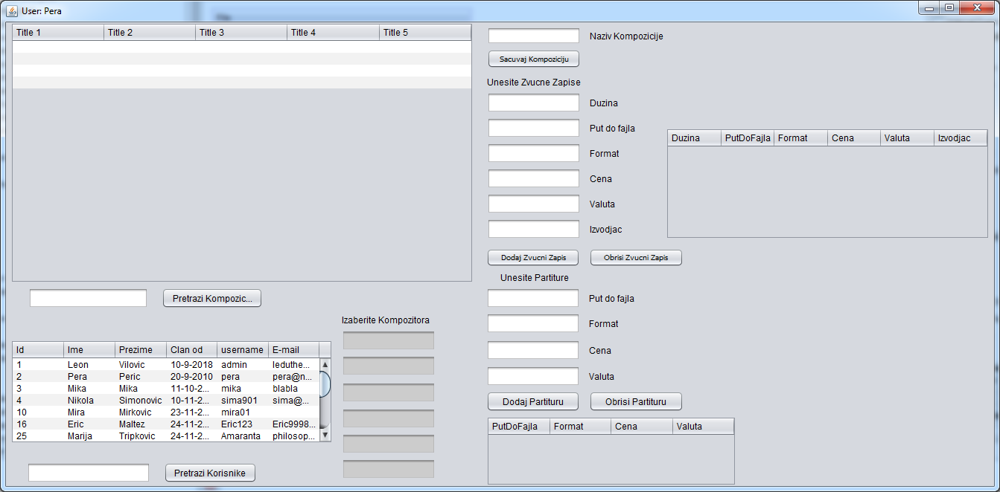 User: Pera
Title 1 Title 2 Title 3 Title 4 Title 5
Naziv Kompozicije
Sacuvaj Kompoziciju
Unesite Zvucne Zapise
Duzina
Put do fajla
Format
Cena
Valuta
Izvodjac
Duzina PutDoFajla Format Cena Valuta Izvodjac
Dodaj Zvucni Zapis Obrisi Zvucni Zapis
Pretrazi Kompozic...
Unesite Partiture
Put do fajla
Format
Cena
Valuta
Dodaj Partituru Obrisi Partituru
PutDoFajla Format Cena Valuta
Izaberite Kompozitora
Id Ime Prezime Clan od username E-mail
1 Leon Vilovic 10-9-2018 admin leduthe...
2 Pera Peric 20-9-2010 pera pera@n...
3 Mika Mika 11-10-2... mika blabla
4 Nikola Simonovic 10-11-2... sima901 sima@...
10 Mira Mirkovic 23-11-2... mira01
16 Eric Maltez 24-11-2... Eric123 Eric9998...
25 Marija Tripkovic 24-11-2... Amaranta philosop...
Pretrazi Korisnike